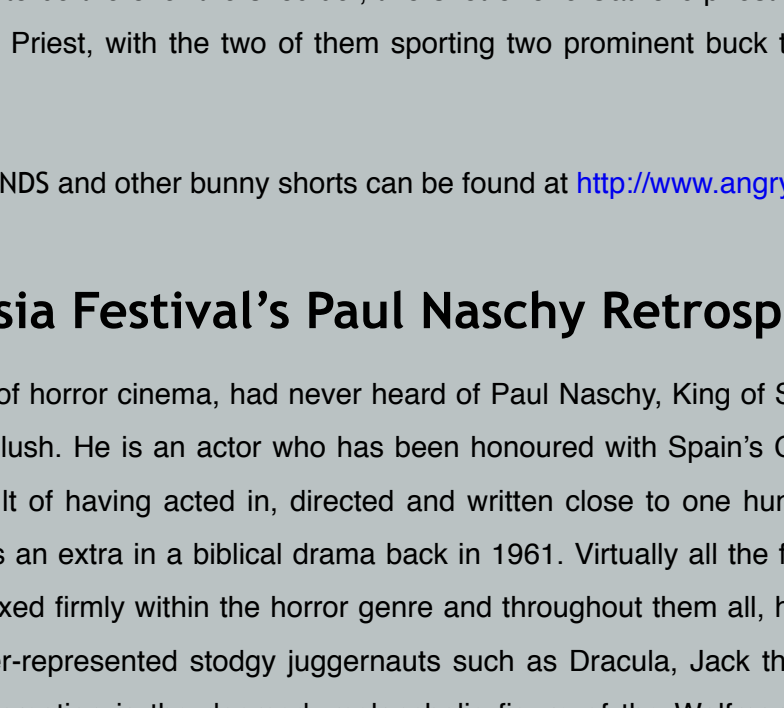 Priest, with the two of them sporting two prominent buck t
NDS and other bunny shorts can be found at http://www.angry
sia Festival’s Paul Naschy Retrosp
of horror cinema, had never heard of Paul Naschy, King of S
lush. He is an actor who has been honoured with Spain’s
lt of having acted in, directed and written close to one hun
s an extra in a biblical drama back in 1961. Virtually all the f
xed firmly within the horror genre and throughout them all, h
er-represented stodgy juggernauts such as Dracula, Jack th